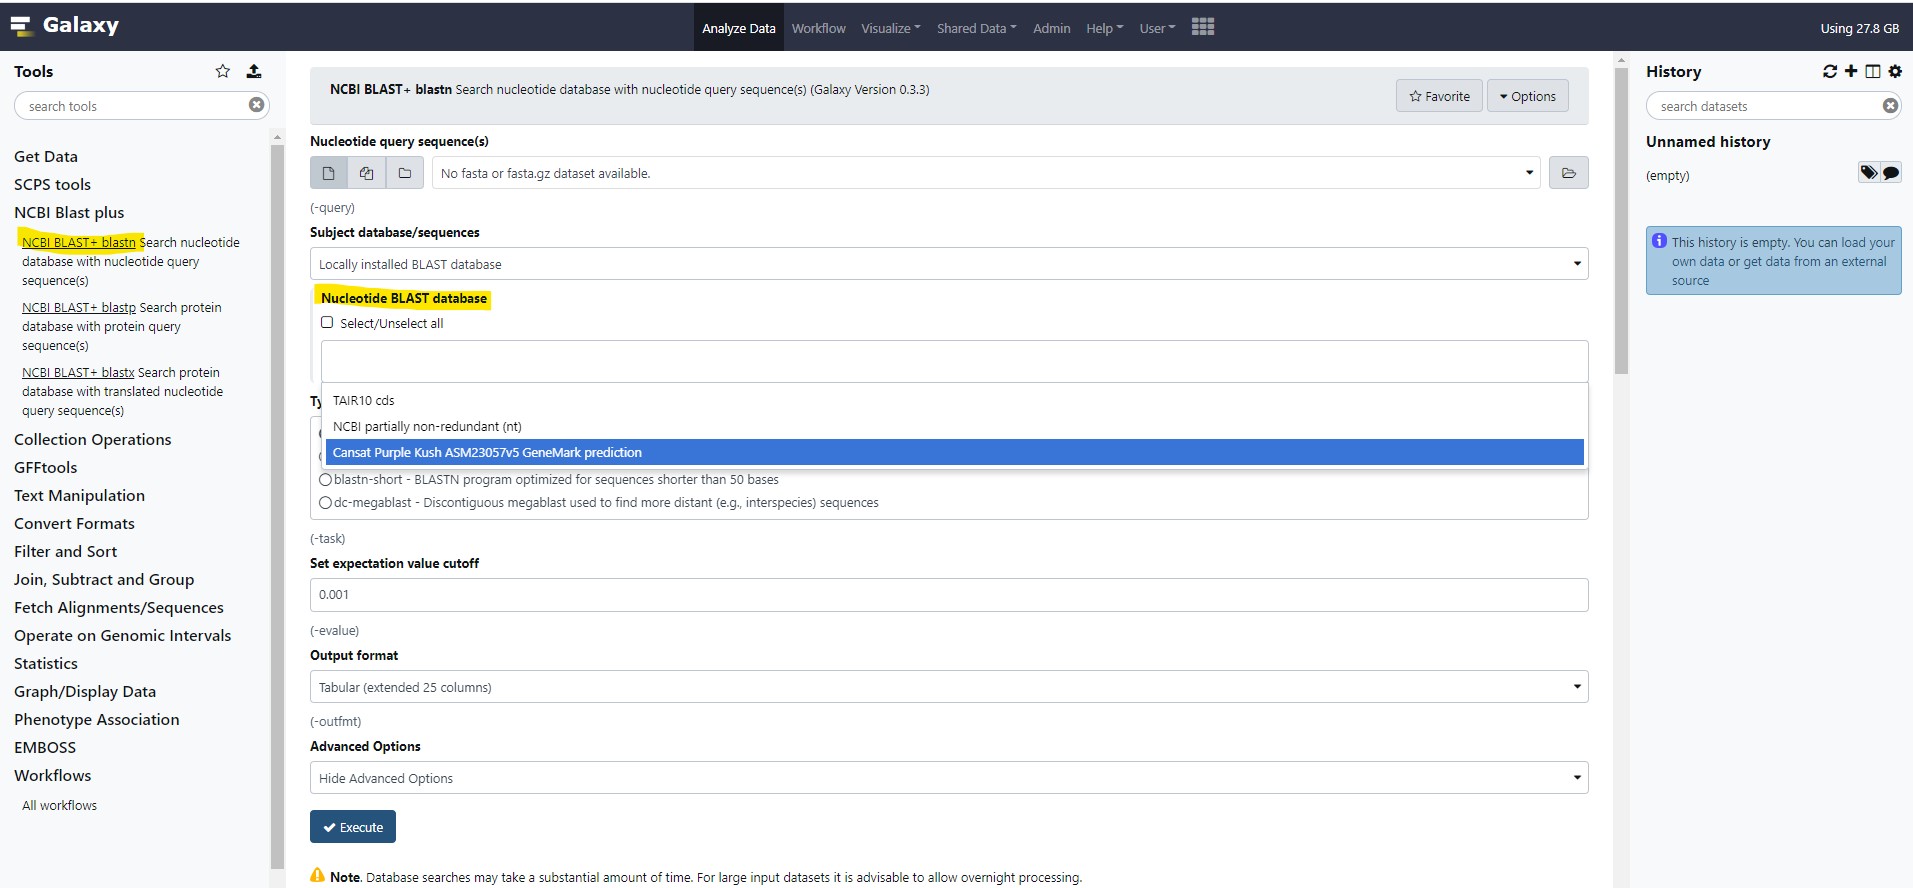 Galaxy
Analyze Data
Workflow
Visualize
Shared Data
Admin
Help
User
Using 27.8 GB
Tools
search tools
Get Data
SCPS tools
NCBI Blast plus
NCBI BLAST+ blastn Search nucleotide
database with nucleotide query
sequence(s)
NCBI BLAST+ blastp Search protein
database with protein query
sequence(s)
NCBI BLAST+ blastx Search protein
database with translated nucleotide
query sequence(s)
Collection Operations
GFFtools
Text Manipulation
Convert Formats
Filter and Sort
Join, Subtract and Group
Fetch Alignments/Sequences
Operate on Genomic Intervals
Statistics
Graph/Display Data
Phenotype Association
EMBOSS
Workflows
All workflows
NCBI BLAST+ blastn Search nucleotide database with nucleotide query sequence(s) (Galaxy Version 0.3.3)
Favorite
Options
Nucleotide query sequence(s)
No fasta or fasta.gz dataset available.
(-query)
Subject database/sequences
Locally installed BLAST database
Nucleotide BLAST database
Select/Unselect all
TAIR10 cds
NCBI partially non-redundant (nt)
Cansat Purple Kush ASM23057v5 GeneMark prediction
Ty
blastn-short - BLASTN program optimized for sequences shorter than 50 bases
dc-megablast - Discontiguous megablast used to find more distant (e.g., interspecies) sequences
(-task)
Set expectation value cutoff
0.001
(-evalue)
Output format
Tabular (extended 25 columns)
(-outfmt)
Advanced Options
Hide Advanced Options
Execute
Note. Database searches may take a substantial amount of time. For large input datasets it is advisable to allow overnight processing.
History
search datasets
Unnamed history
(empty)
This history is empty. You can load your
own data or get data from an external
source